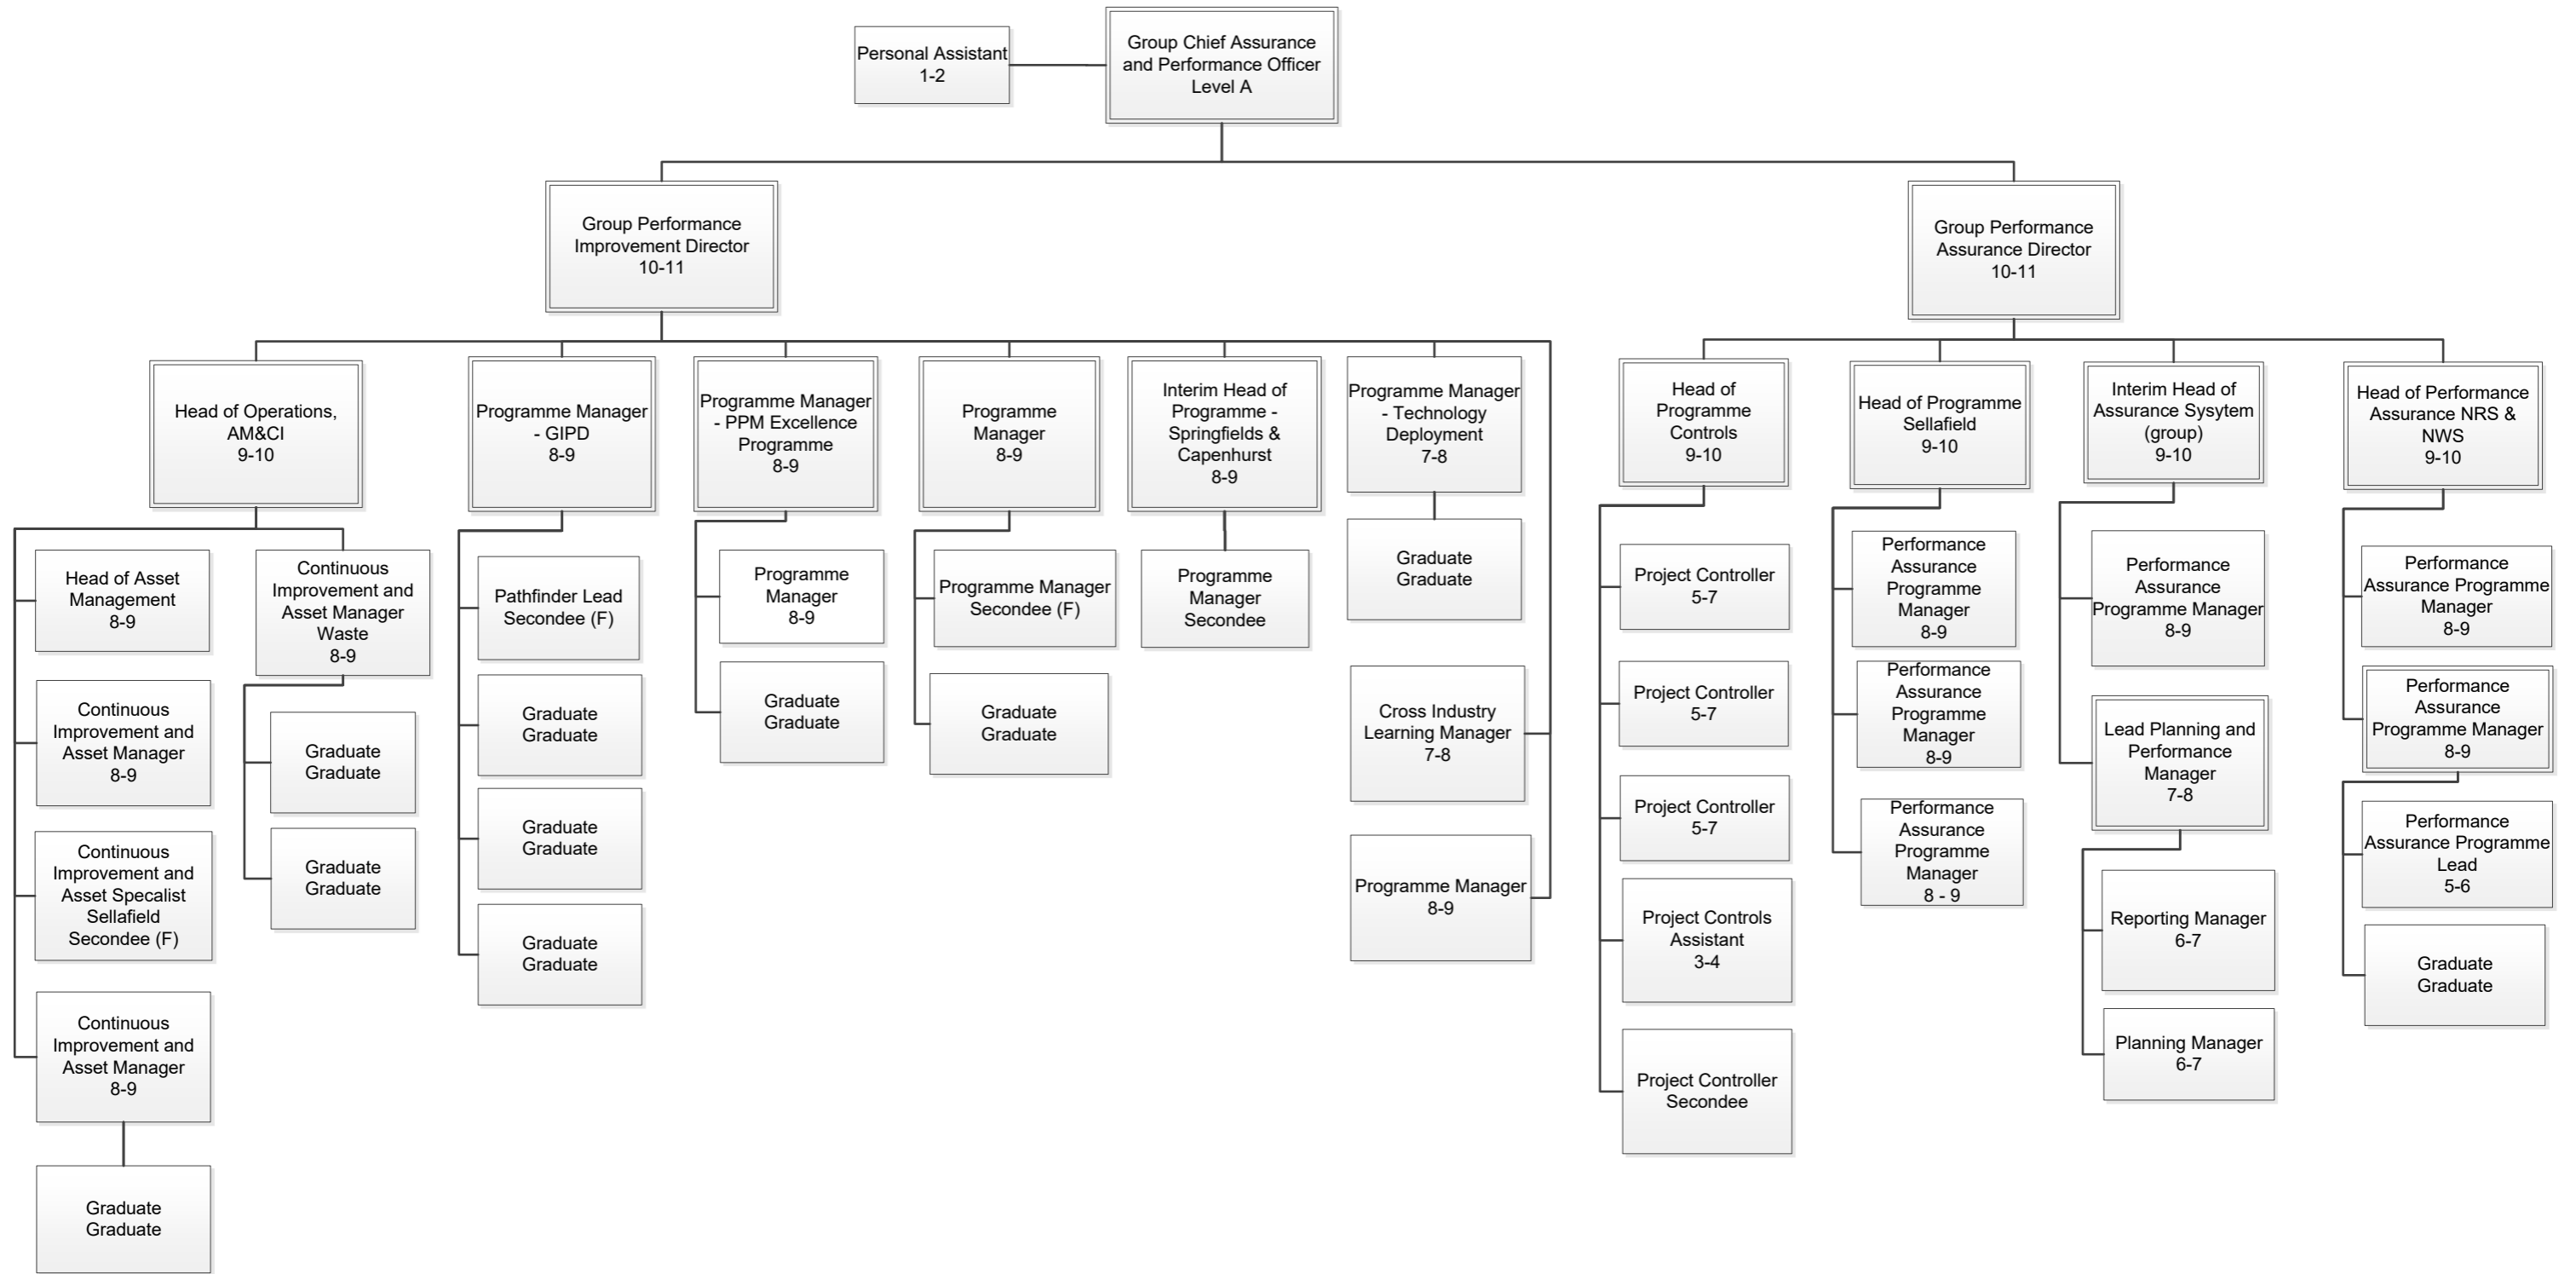 Personal Assistant
1-2
Group Chief Assurance
and Performance Officer
Level A
Group Performance
Improvement Director
10-11
Group Performance
Assurance Director
10-11
Head of Operations,
AM&CI
9-10
Programme Manager
- GIPD
8-9
Programme Manager
- PPM Excellence
Programme
8-9
Programme
Manager
8-9
Interim Head of
Programme -
Springfields &
Capenhurst
8-9
Programme Manager
- Technology
Deployment
7-8
Head of
Programme
Controls
9-10
Head of Programme
Sellafield
9-10
Interim Head of
Assurance Sysytem
(group)
9-10
Head of Performance
Assurance NRS &
NWS
9-10
Head of Asset
Management
8-9
Continuous
Improvement and
Asset Manager
8-9
Continuous
Improvement and
Asset Specalist
Sellafield
Secondee (F)
Continuous
Improvement and
Asset Manager
8-9
Graduate
Graduate
Continuous
Improvement and
Asset Manager
Waste
8-9
Graduate
Graduate
Graduate
Graduate
Pathfinder Lead
Secondee (F)
Graduate
Graduate
Graduate
Graduate
Graduate
Graduate
Programme
Manager
8-9
Graduate
Graduate
Programme Manager
Secondee (F)
Graduate
Graduate
Programme
Manager
Secondee
Graduate
Graduate
Cross Industry
Learning Manager
7-8
Programme Manager
8-9
Project Controller
5-7
Project Controller
5-7
Project Controller
5-7
Project Controls
Assistant
3-4
Project Controller
Secondee
Performance
Assurance
Programme
Manager
8-9
Performance
Assurance
Programme
Manager
8-9
Performance
Assurance
Programme
Manager
8 - 9
Performance
Assurance
Programme Manager
8-9
Lead Planning and
Performance
Manager
7-8
Reporting Manager
6-7
Planning Manager
6-7
Performance
Assurance Programme
Manager
8-9
Performance
Assurance
Programme Manager
8-9
Performance
Assurance Programme
Lead
5-6
Graduate
Graduate